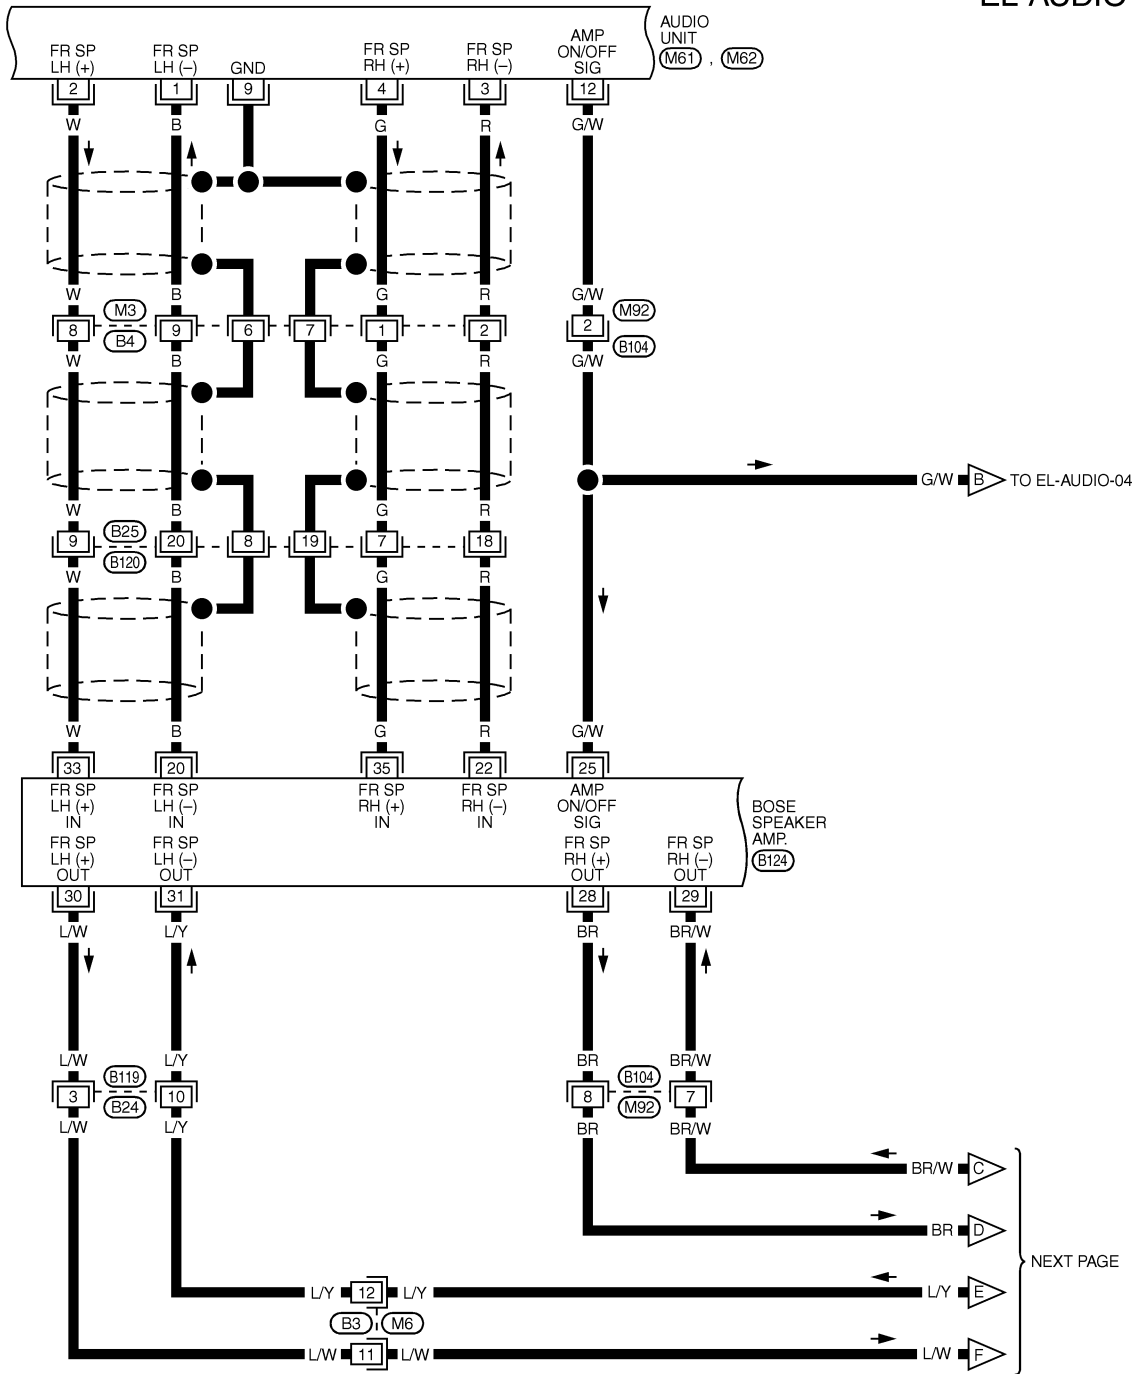 EL-AUDIO
AUDIO
UNIT
M61 , M62
FR SP
LH (+)
FR SP
LH (–)
GND
FR SP
RH (+)
FR SP
RH (–)
AMP
ON/OFF
SIG
2 1 9 4 3 12
W B G R G/W
W B G R G/W
M3
B4
M92
B104
8 9 6 7 1 2 2
W B G R G/W
G/W B TO EL-AUDIO-04
W B G R
B25
B120
9 20 8 19 7 18
W B G R
W B G R G/W
33 20 35 22 25
FR SP
LH (+)
IN
FR SP
LH (–)
IN
FR SP
RH (+)
IN
FR SP
RH (–)
IN
AMP
ON/OFF
SIG
BOSE
SPEAKER
AMP.
B124
FR SP
LH (+)
OUT
FR SP
LH (–)
OUT
FR SP
RH (+)
OUT
FR SP
RH (–)
OUT
30 31 28 29
L/W L/Y BR BR/W
L/W L/Y BR BR/W
B119
B24
B104
M92
3 10 8 7
L/W L/Y BR BR/W
BR/W C
BR D
NEXT PAGE
L/Y 12 L/Y L/Y E
B3 M6
L/W 11 L/W L/W F